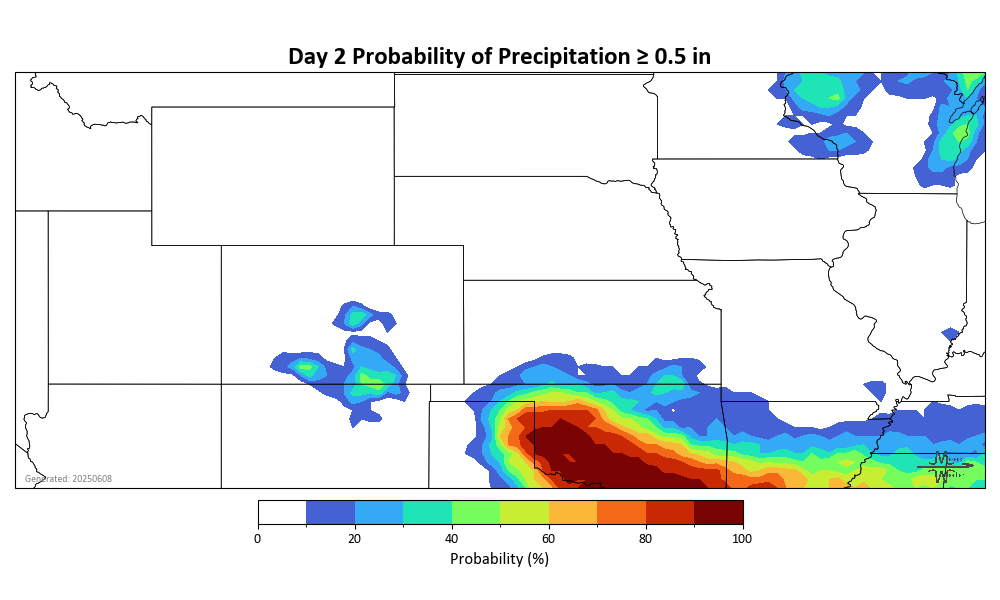 Day 2 Probability of Precipitation ≥ 0.5 in
Generated: 20250608
0 20 40 60 80 100
Probability (%)